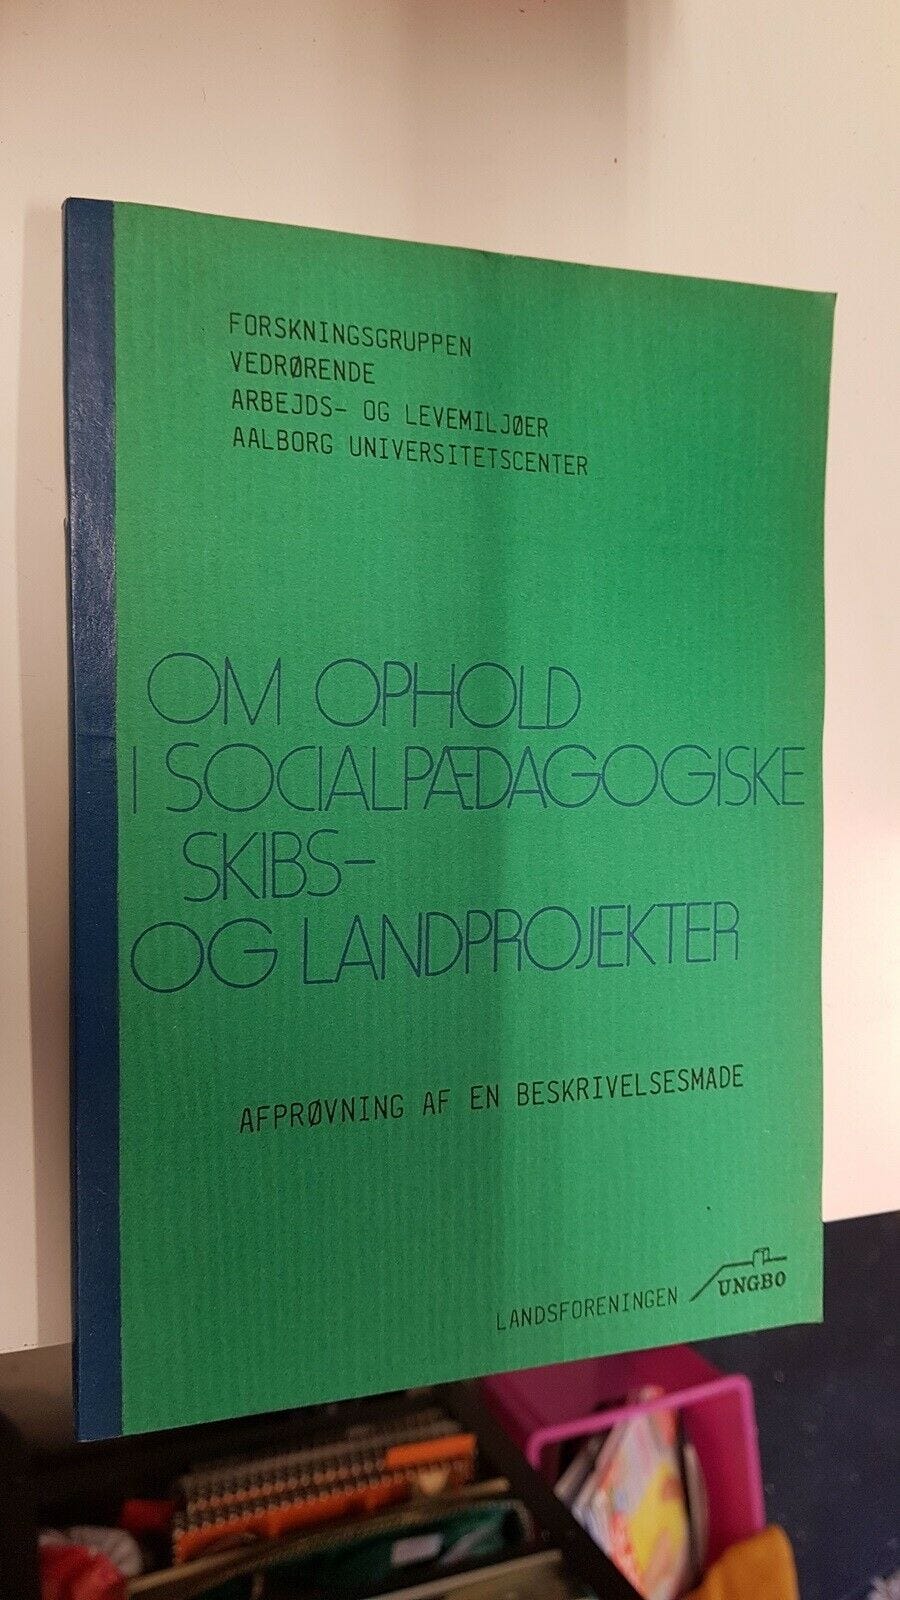 FORSKNINGSGRUPPEN
VEDRØRENDE
ARBEJDS- OG LEVEMILJØER
AALBORG UNIVERSITETSCENTER
OM OPHOLD
I SOCIALPÆDAGOGISKE
SKIBS-
OG LANDPROJEKTER
AFPRØVNING AF EN BESKRIVELSESMADE
LANDSFORENINGEN UNGBO